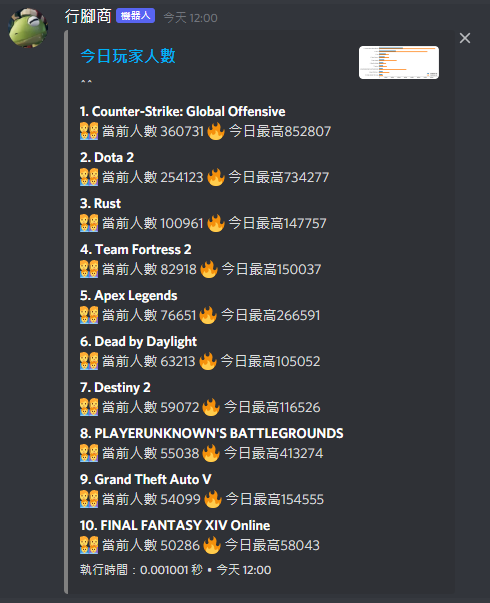 行腳商 機器人 今天 12:00
今日玩家人數
^^
1. Counter-Strike: Global Offensive
當前人數 360731 今日最高852807
2. Dota 2
當前人數 254123 今日最高734277
3. Rust
當前人數 100961 今日最高147757
4. Team Fortress 2
當前人數 82918 今日最高150037
5. Apex Legends
當前人數 76651 今日最高266591
6. Dead by Daylight
當前人數 63213 今日最高105052
7. Destiny 2
當前人數 59072 今日最高116526
8. PLAYERUNKNOWN'S BATTLEGROUNDS
當前人數 55038 今日最高413274
9. Grand Theft Auto V
當前人數 54099 今日最高154555
10. FINAL FANTASY XIV Online
當前人數 50286 今日最高58043
執行時間：0.001001 秒 • 今天 12:00